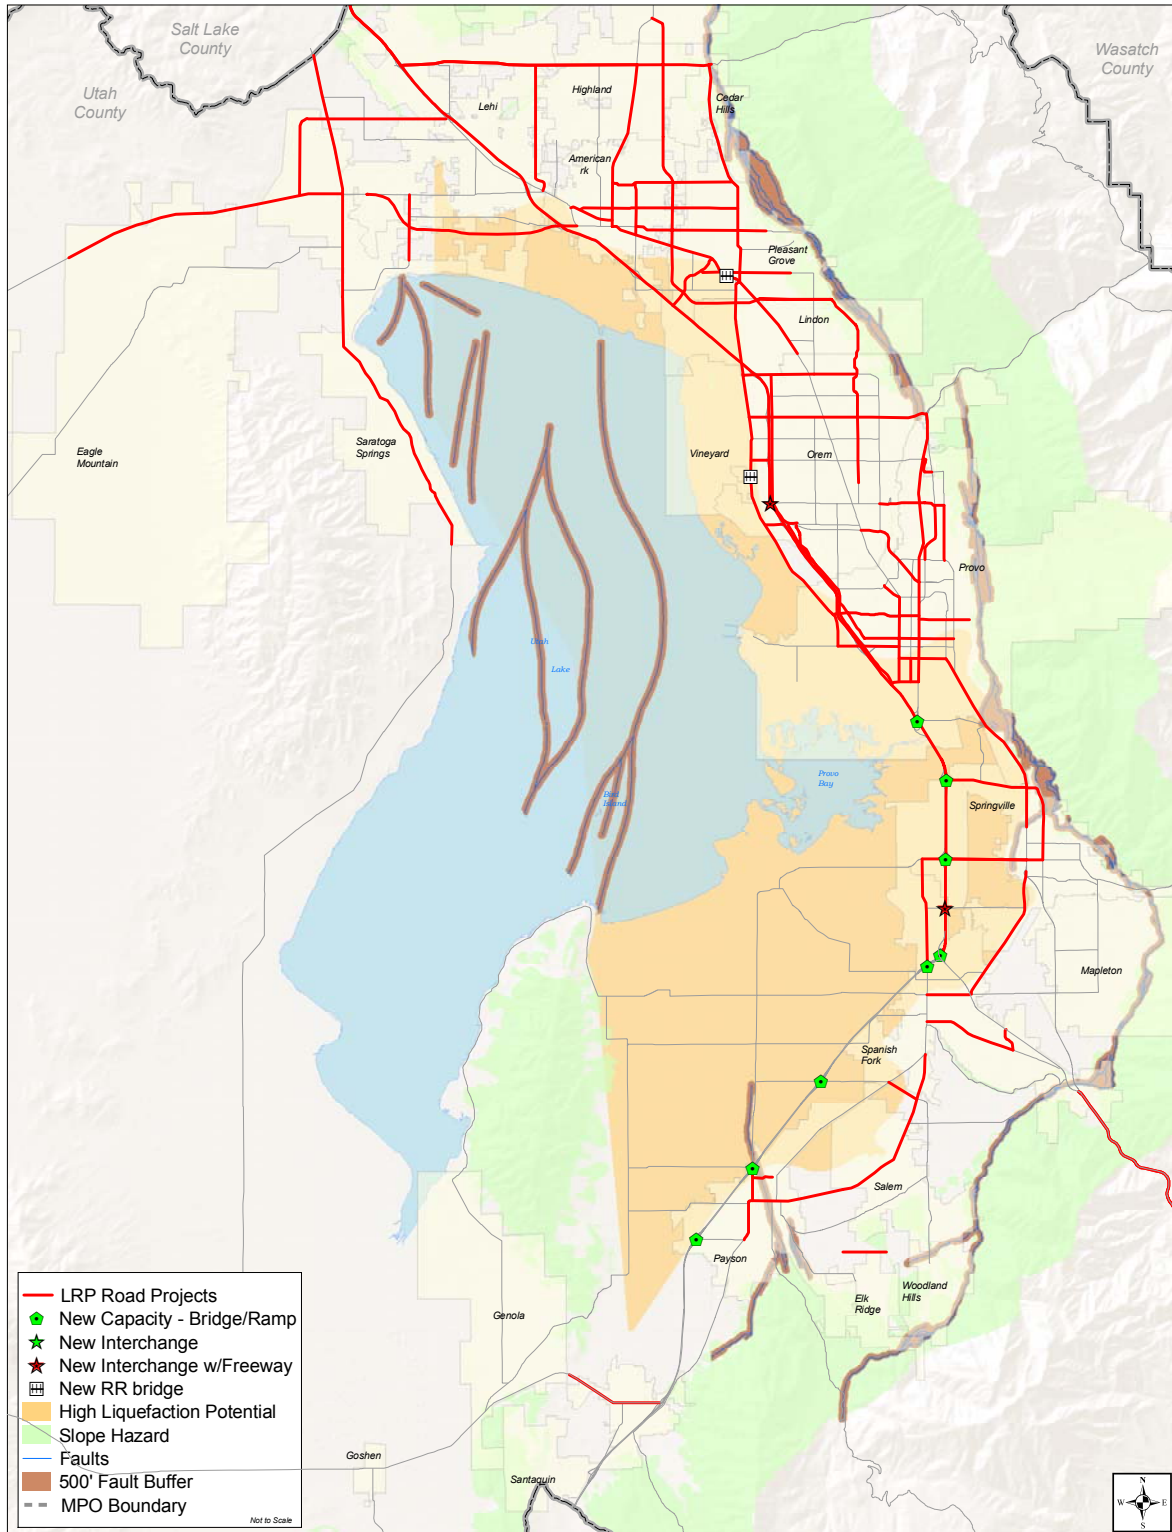 Salt Lake
County
Wasatch
County
Utah
County
Highland
Lehi
Cedar
Hills
American
rk
Pleasant
Grove
Lindon
Eagle
Mountain
Saratoga
Springs
Vineyard
Orem
Provo
Utah
Lake
Provo
Bay
Bird
Island
Springville
Mapleton
Spanish
Fork
Salem
Payson
Woodland
Hills
Elk
Ridge
Genola
Goshen
Santaquin
LRP Road Projects
New Capacity - Bridge/Ramp
New Interchange
New Interchange w/Freeway
New RR bridge
High Liquefaction Potential
Slope Hazard
Faults
500' Fault Buffer
MPO Boundary
Not to Scale
N
W E
S